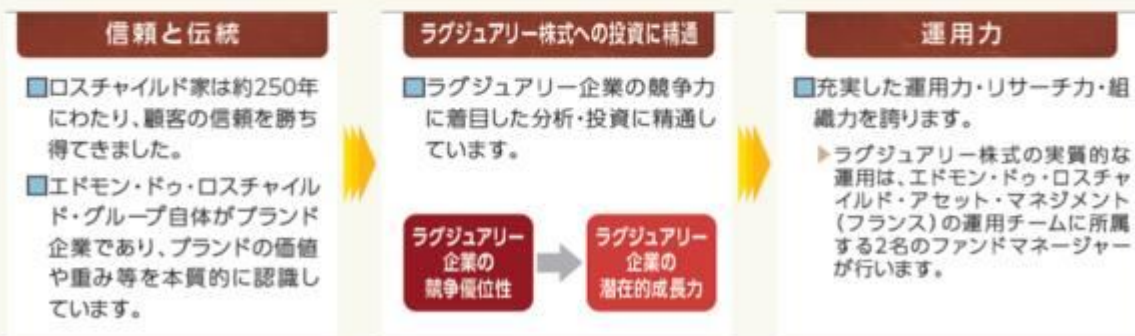 信頼と伝統
■ロスチャイルド家は約250年
にわたり、顧客の信頼を勝ち
得てきました。
■エドモン・ドゥ・ロスチャイル
ド・グループ自体がブランド
企業であり、ブランドの価値
や重み等を本質的に認識し
ています。
ラグジュアリー株式への投資に精通
■ラグジュアリー企業の競争力
に着目した分析・投資に精通し
ています。
ラグジュアリー
企業の
競争優位性
ラグジュアリー
企業の
潜在的成長力
運用力
■充実した運用力・リサーチ力・組
織力を誇ります。
▶ラグジュアリー株式の実質的な
運用は、エドモン・ドゥ・ロスチャ
イルド・アセット・マネジメント
(フランス)の運用チームに所属
する2名のファンドマネージャー
が行います。